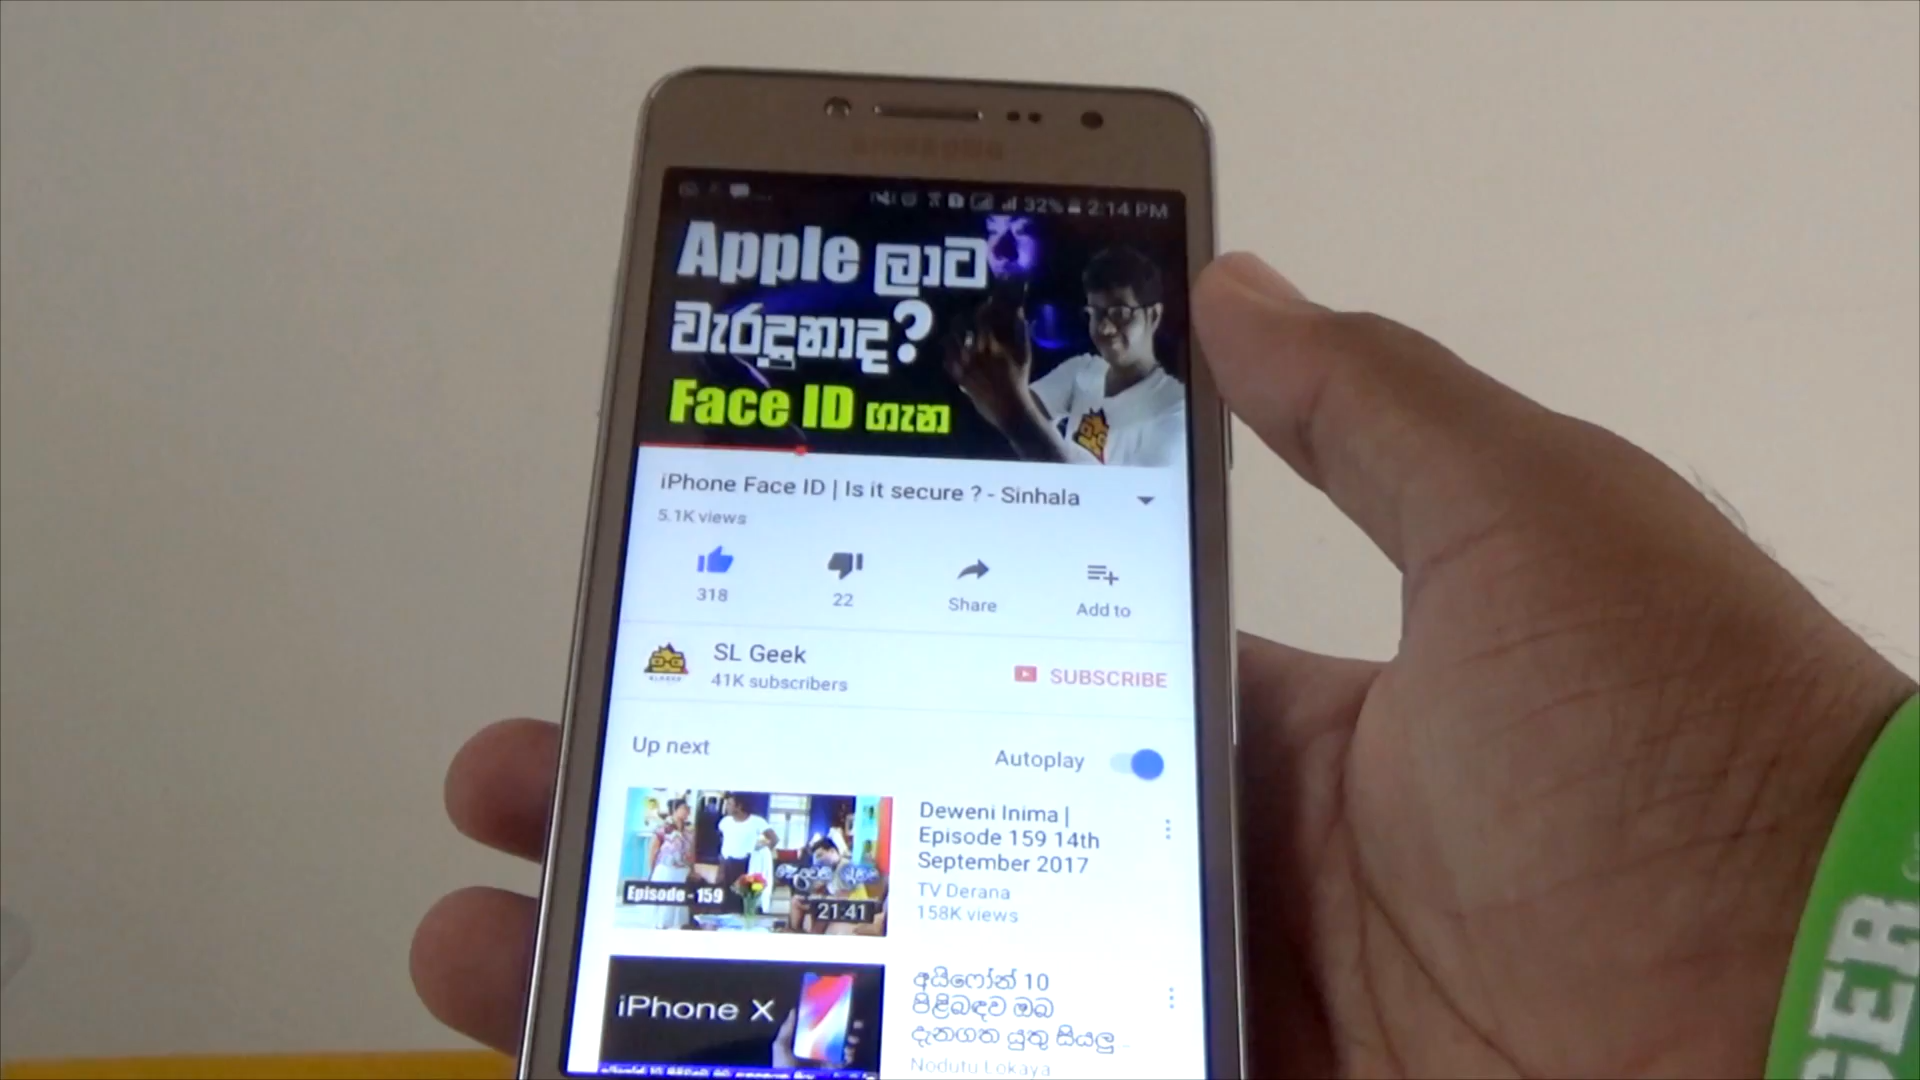 SAMSUNG
32% 2:14 PM
Apple ලාට
වැරදුනාද?
Face ID ගැන
iPhone Face ID | Is it secure ? - Sinhala
5.1K views
318
22
Share
Add to
SL Geek
41K subscribers
SUBSCRIBE
Up next
Autoplay
Deweni Inima |
Episode 159 14th
September 2017
TV Derana
158K views
Episode - 159
21:41
iPhone X
අයිෆෝන් 10
පිළිබඳව ඔබ
දැනගත යුතු සියලු ..
Nodutu Lokaya
GER